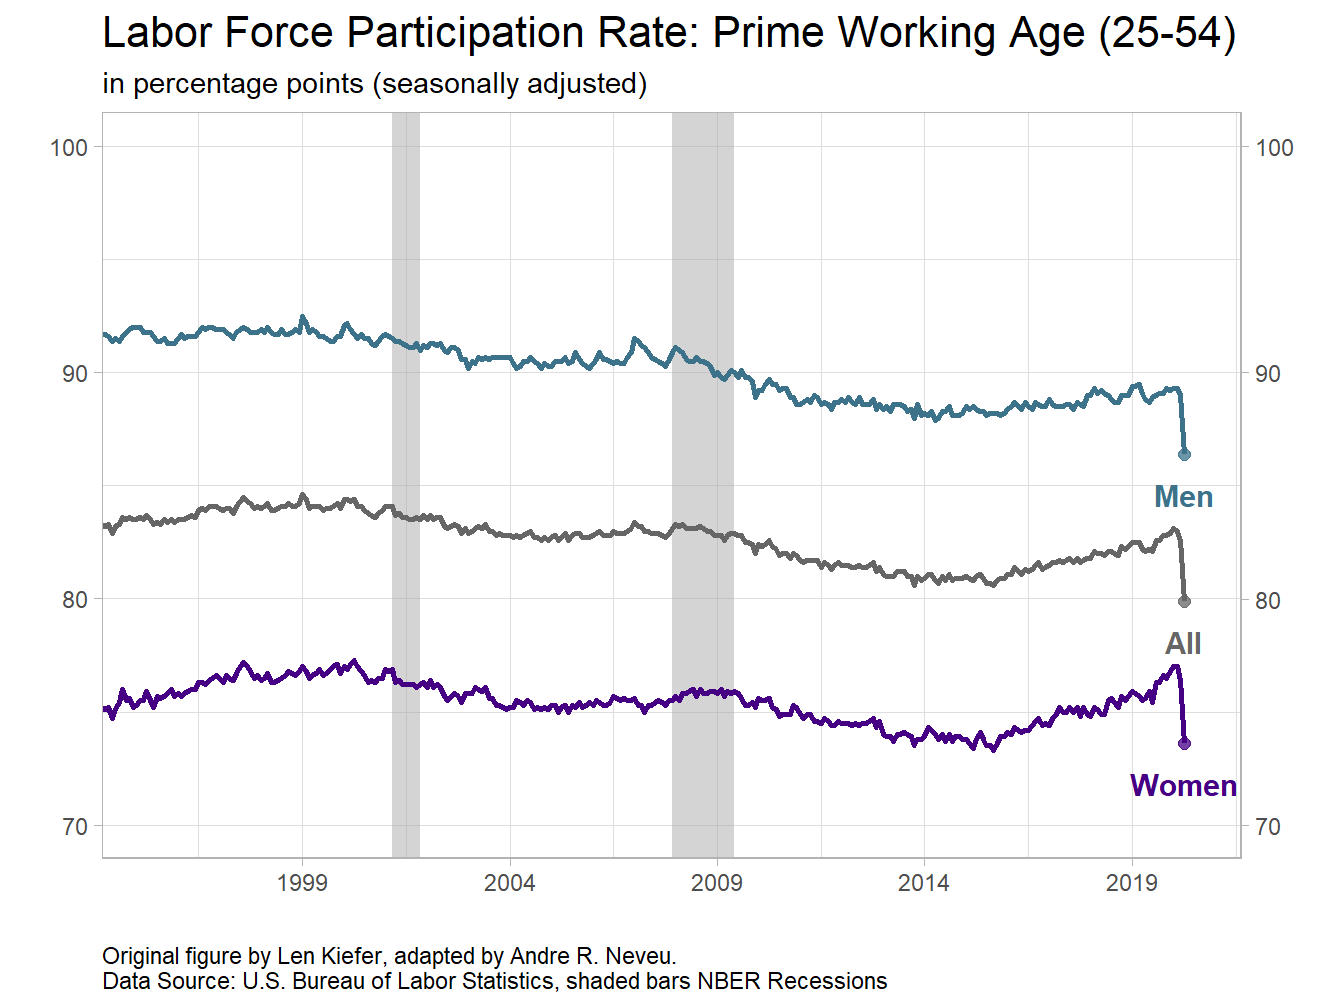 Labor Force Participation Rate: Prime Working Age (25-54)
in percentage points (seasonally adjusted)
100 100
90 90
Men
80 80
All
Women
70 70
1999 2004 2009 2014 2019
Original figure by Len Kiefer, adapted by Andre R. Neveu.
Data Source: U.S. Bureau of Labor Statistics, shaded bars NBER Recessions